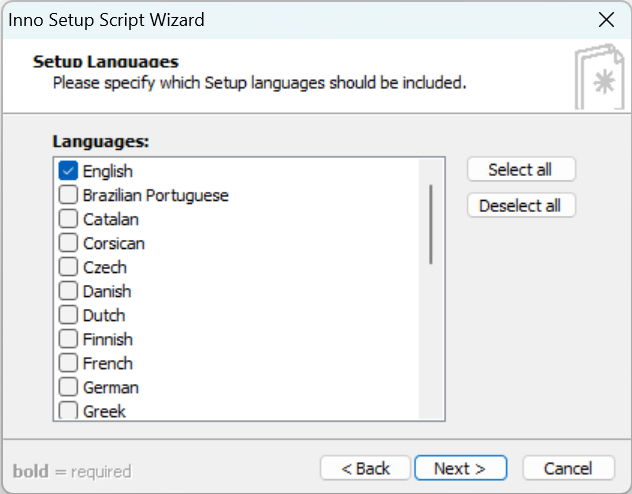 Inno Setup Script Wizard
Setup Languages
Please specify which Setup languages should be included.
Languages:
English
Brazilian Portuguese
Catalan
Corsican
Czech
Danish
Dutch
Finnish
French
German
Greek
Select all
Deselect all
bold = required
< Back
Next >
Cancel